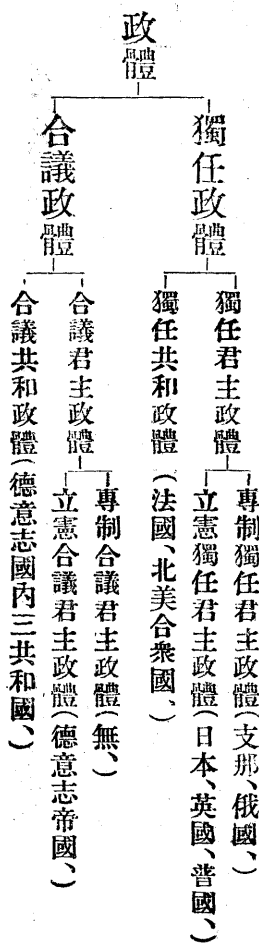 政體
獨任政體
獨任君主政體
專制獨任君主政體(支那、俄國、)
立憲獨任君主政體(日本、英國、普國、)
獨任共和政體(法國、北美合衆國、)
合議政體
合議君主政體
專制合議君主政體(無、)
立憲合議君主政體(德意志帝國、)
合議共和政體(德意志國內三共和國、)